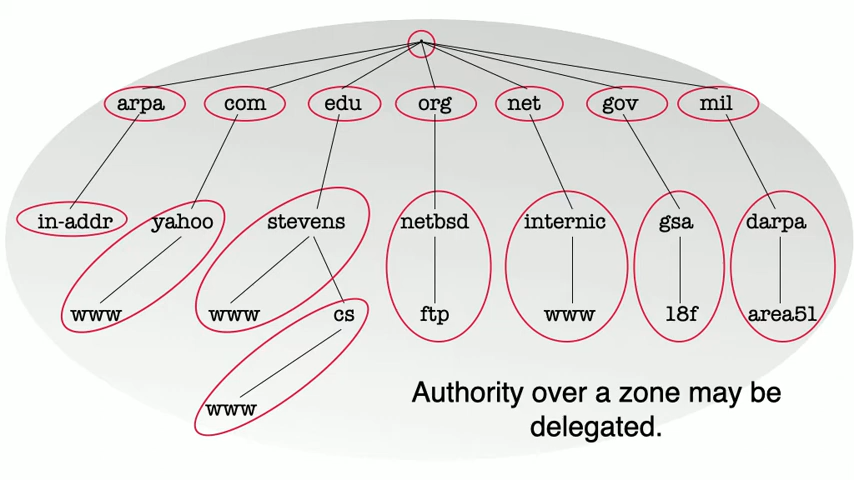 arpa com edu org net gov mil
in-addr yahoo stevens netbsd internic gsa darpa
www www cs ftp www 18f area51
www
Authority over a zone may be
delegated.